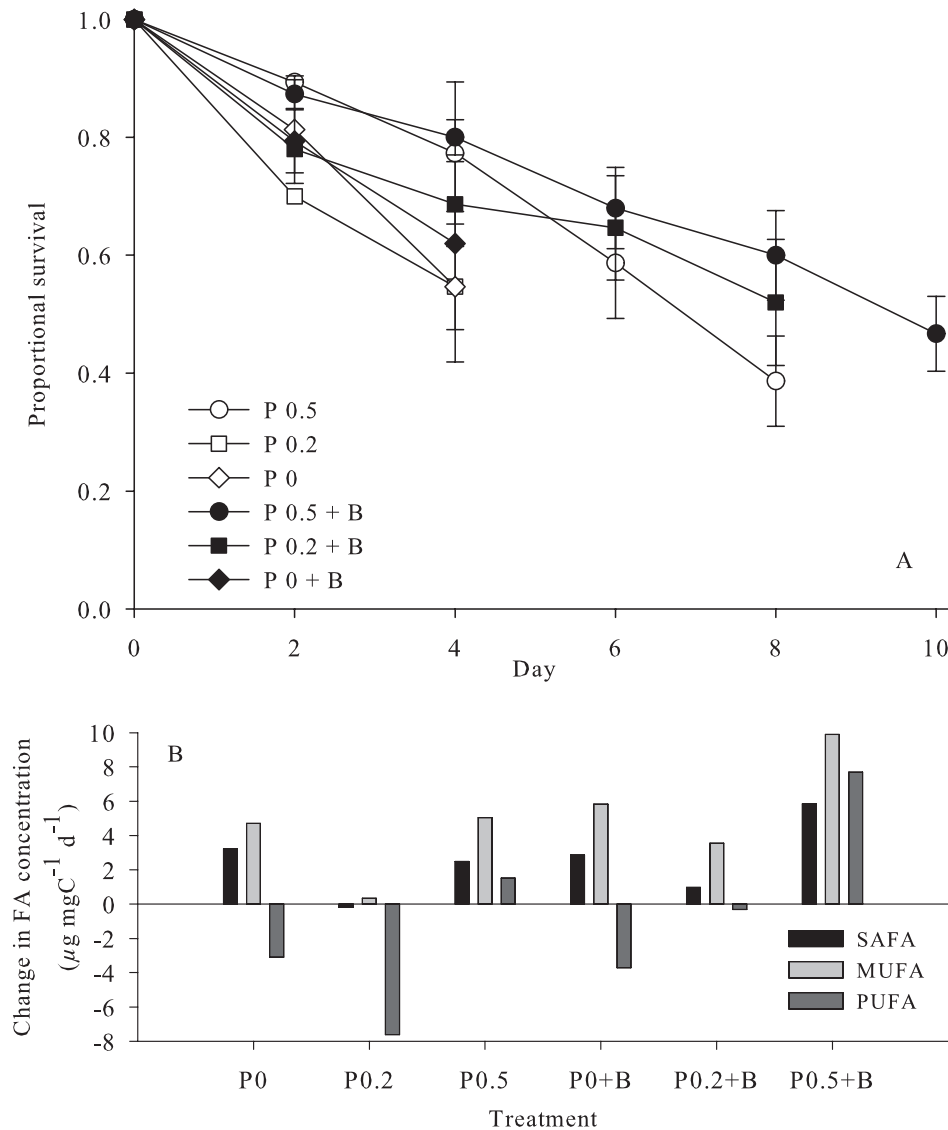 1.0
0.8
0.6
0.4
0.2
0.0
Proportional survival
P 0.5
P 0.2
P 0
P 0.5 + B
P 0.2 + B
P 0 + B
A
0 2 4 6 8 10
Day
B
10
8
6
4
2
0
-2
-4
-6
-8
Change in FA concentration
(µg mgC⁻¹ d⁻¹)
SAFA
MUFA
PUFA
P0 P0.2 P0.5 P0+B P0.2+B P0.5+B
Treatment